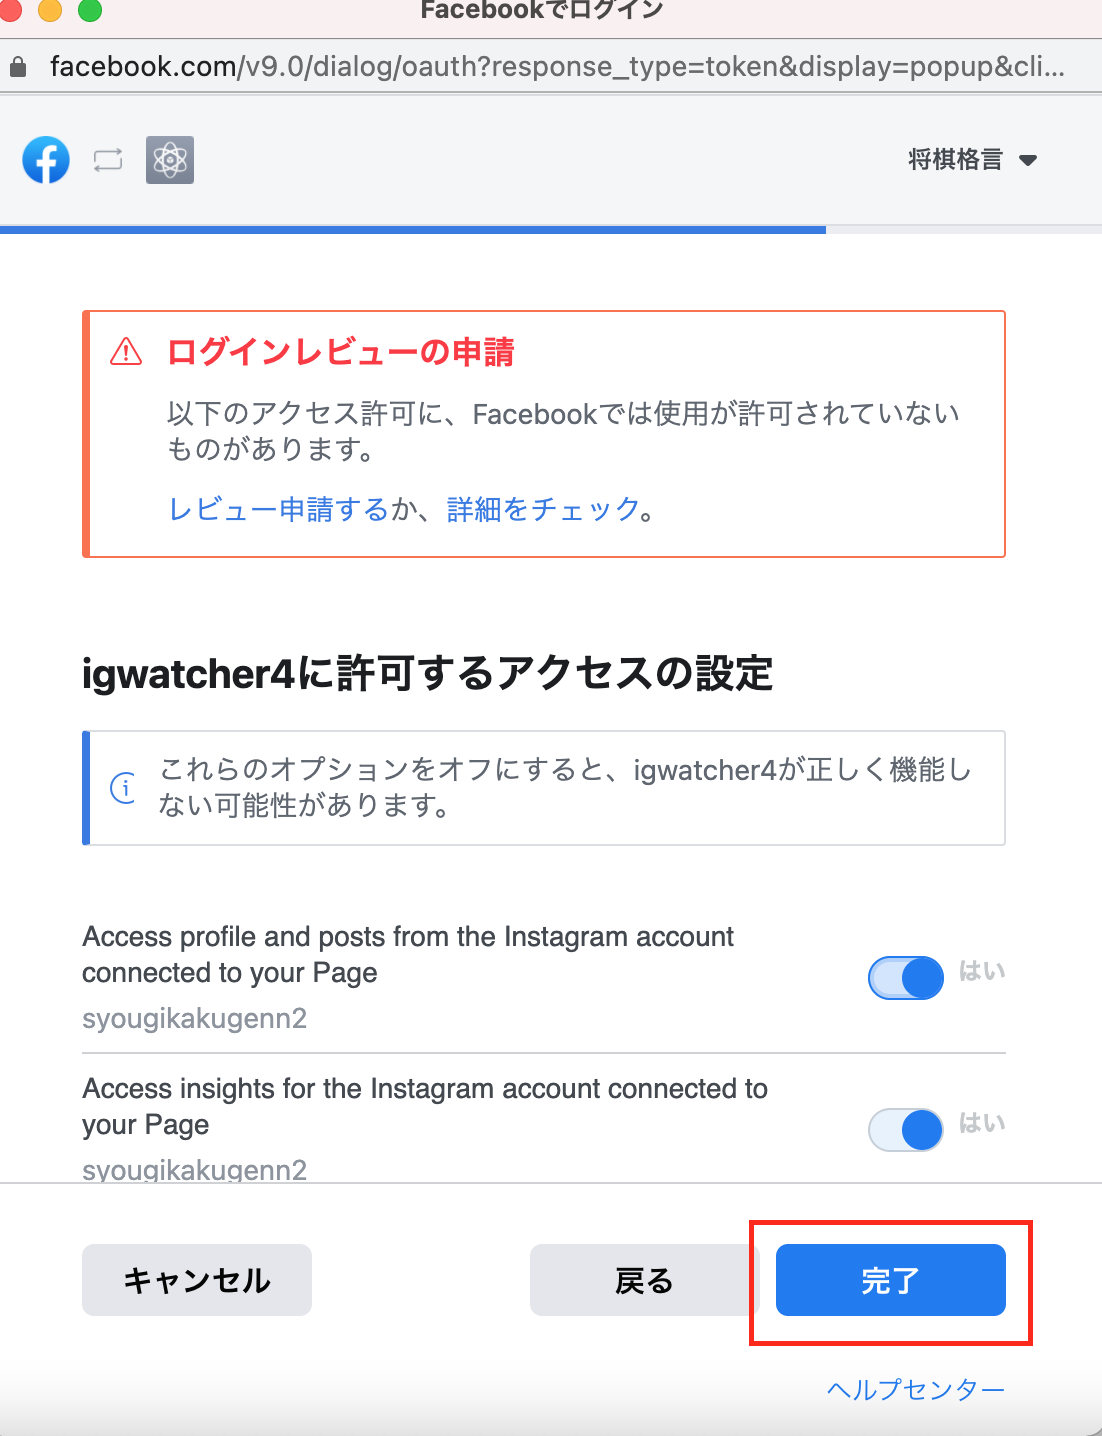 Facebookでログイン
facebook.com/v9.0/dialog/oauth?response_type=token&display=popup&cli...
将棋格言
ログインレビューの申請
以下のアクセス許可に、Facebookでは使用が許可されていない
ものがあります。
レビュー申請するか、詳細をチェック。
igwatcher4に許可するアクセスの設定
これらのオプションをオフにすると、igwatcher4が正しく機能し
ない可能性があります。
Access profile and posts from the Instagram account
connected to your Page
はい
syougikakugenn2
Access insights for the Instagram account connected to
your Page
はい
syougikakugenn2
キャンセル
戻る
完了
ヘルプセンター